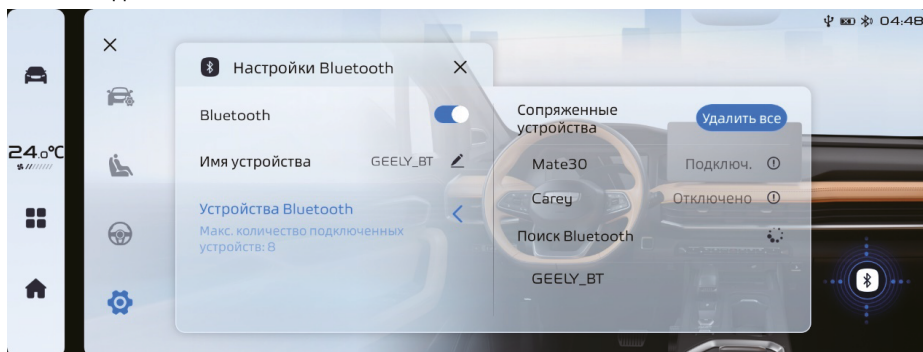 04:48
24.0°C
Настройки Bluetooth
Bluetooth
Имя устройства GEELY_BT
Устройства Bluetooth
Макс. количество подключенных
устройств: 8
Сопряженные
устройства
Удалить все
Mate30 Подключ.
Carey Отключено
Поиск Bluetooth
GEELY_BT